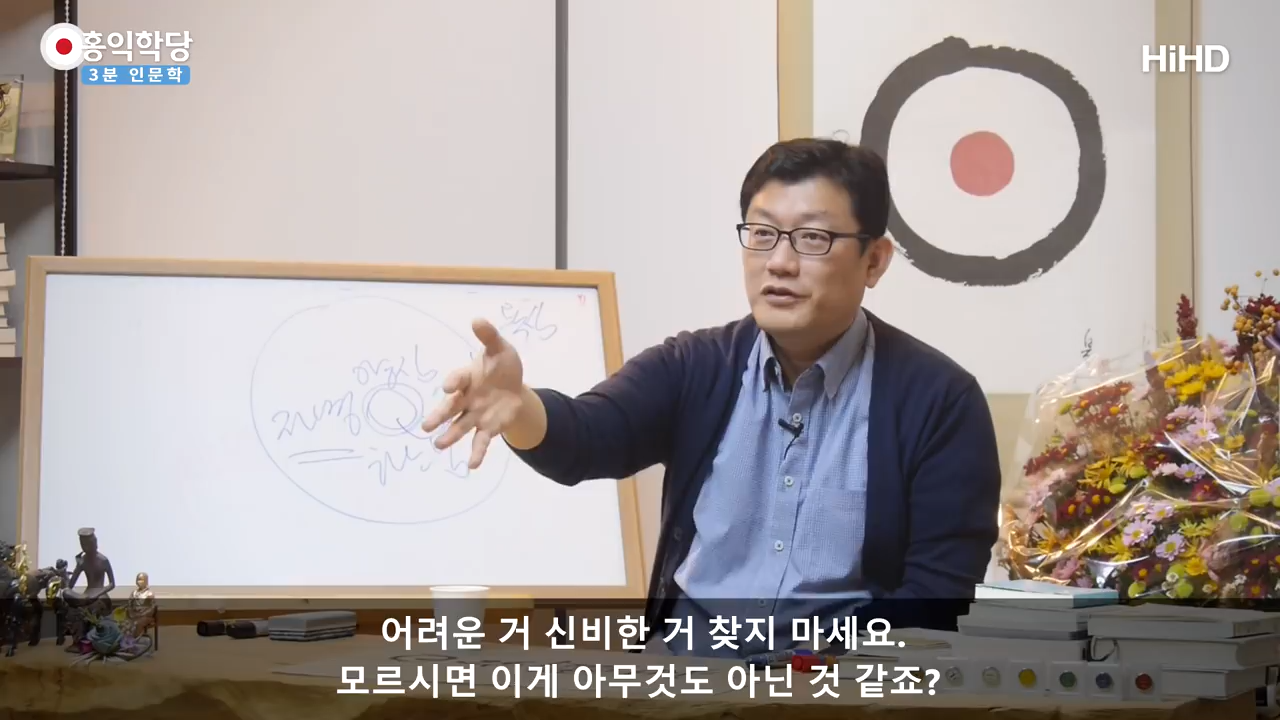 홍익학당
3분 인문학
HiHD
어려운 거 신비한 거 찾지 마세요.
모르시면 이게 아무것도 아닌 것 같죠?